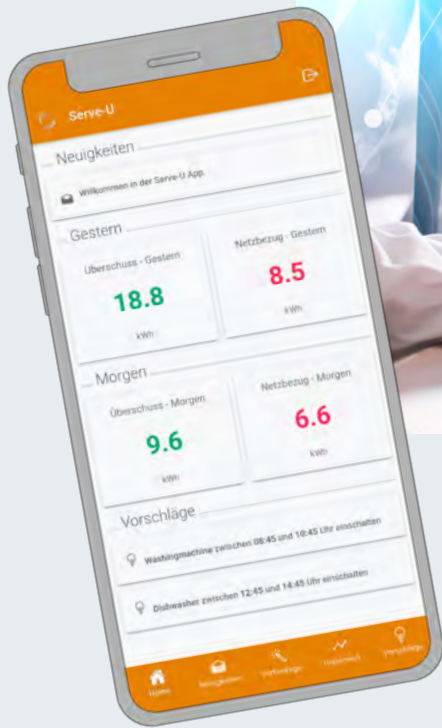 Serve-U
Neuigkeiten
Willkommen in der Serve-U App.
Gestern
Überschuss - Gestern
18.8
kWh
Netzbezug - Gestern
8.5
kWh
Morgen
Überschuss - Morgen
9.6
kWh
Netzbezug - Morgen
6.6
kWh
Vorschläge
Washingmachine zwischen 08:45 und 10:45 Uhr einschalten
Dishwasher zwischen 12:45 und 14:45 Uhr einschalten
Home
Neuigkeiten
Vorschläge